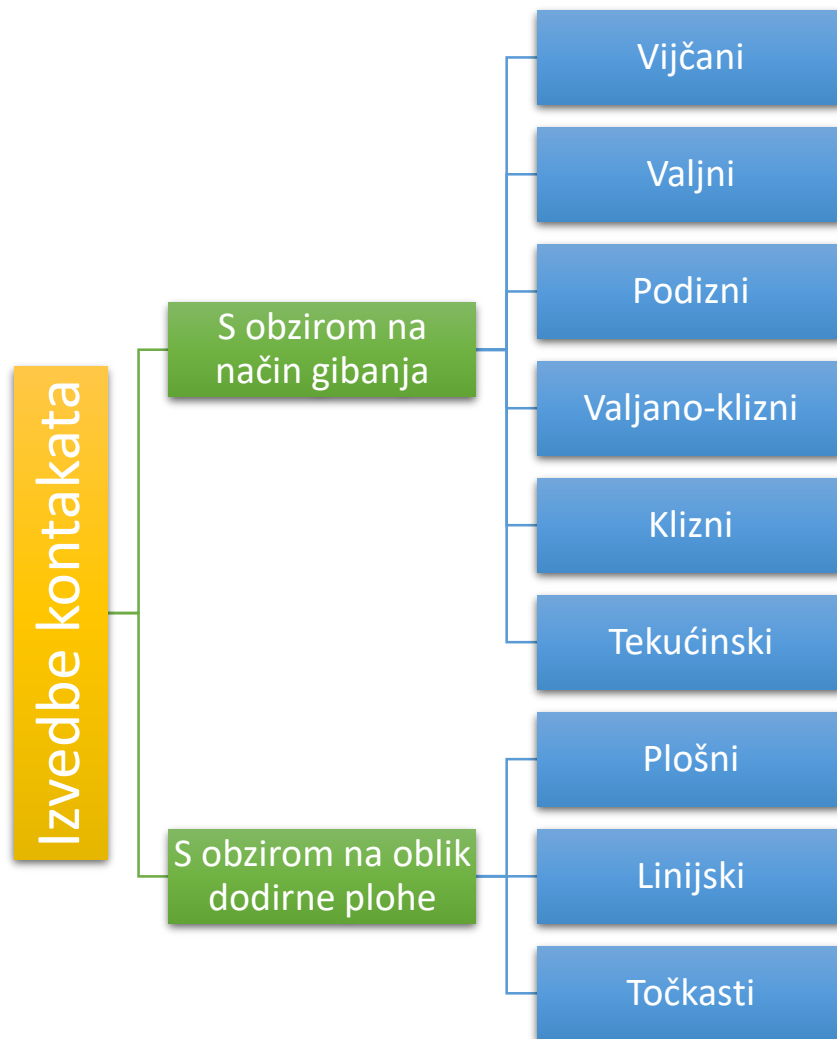 Izvedbe kontakata
S obzirom na
način gibanja
Vijčani
Valjni
Podizni
Valjano-klizni
Klizni
Tekućinski
S obzirom na oblik
dodirne plohe
Plošni
Linijski
Točkasti